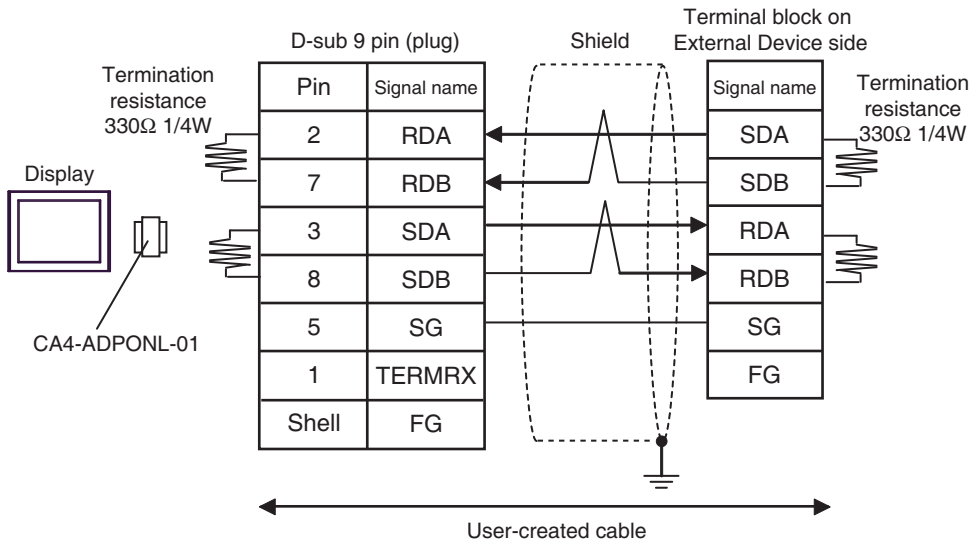 Terminal block on
External Device side
D-sub 9 pin (plug)
Shield
Termination
resistance
330Ω 1/4W
Termination
resistance
330Ω 1/4W
Display
CA4-ADPONL-01
Pin Signal name
2 RDA
7 RDB
3 SDA
8 SDB
5 SG
1 TERMRX
Shell FG
Signal name
SDA
SDB
RDA
RDB
SG
FG
User-created cable